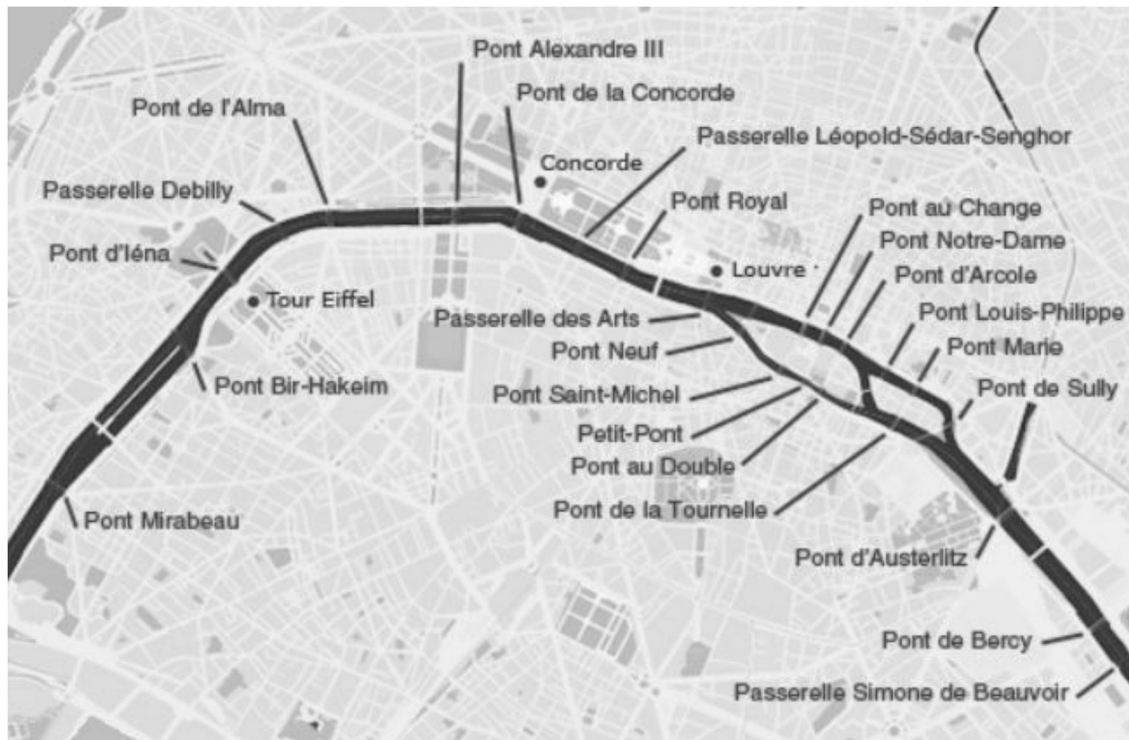 Pont Alexandre III
Pont de la Concorde
Pont de l'Alma
Passerelle Léopold-Sédar-Senghor
Concorde
Passerelle Debilly
Pont Royal
Pont au Change
Pont Notre-Dame
Pont d'Iéna
Louvre
Pont d'Arcole
Tour Eiffel
Pont Louis-Philippe
Passerelle des Arts
Pont Marie
Pont Neuf
Pont Bir-Hakeim
Pont de Sully
Pont Saint-Michel
Petit-Pont
Pont au Double
Pont de la Tournelle
Pont Mirabeau
Pont d'Austerlitz
Pont de Bercy
Passerelle Simone de Beauvoir